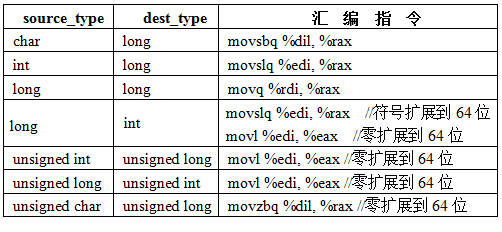 source_type dest_type 汇 编 指 令
char long movsbq %dil, %rax
int long movslq %edi, %rax
long long movq %rdi, %rax
long int movslq %edi, %rax //符号扩展到 64 位
movl %edi, %eax //零扩展到 64 位
unsigned int unsigned long movl %edi, %eax //零扩展到 64 位
unsigned long unsigned int movl %edi, %eax //零扩展到 64 位
unsigned char unsigned long movzbq %dil, %rax //零扩展到 64 位